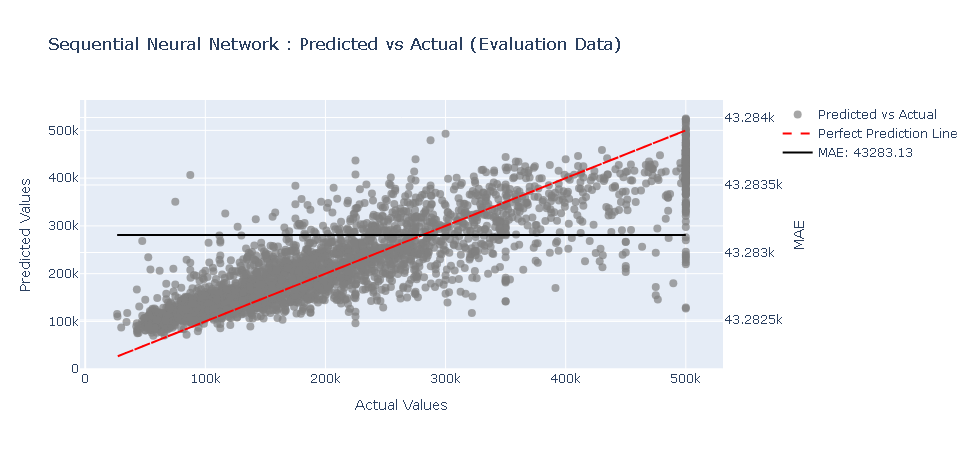 Sequential Neural Network : Predicted vs Actual (Evaluation Data)
Predicted vs Actual
Perfect Prediction Line
MAE: 43283.13
500k
400k
300k
200k
100k
0
Predicted Values
43.284k
43.2835k
43.283k
43.2825k
MAE
0
100k
200k
300k
400k
500k
Actual Values